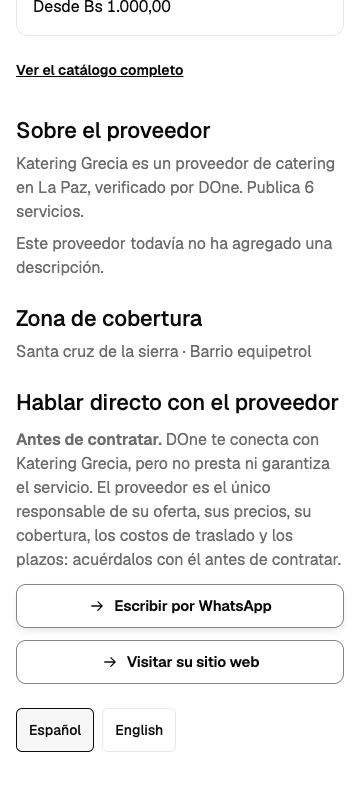 Desde Bs 1.000,00
Ver el catálogo completo
Sobre el proveedor
Katering Grecia es un proveedor de catering
en La Paz, verificado por DOne. Publica 6
servicios.
Este proveedor todavía no ha agregado una
descripción.
Zona de cobertura
Santa cruz de la sierra · Barrio equipetrol
Hablar directo con el proveedor
Antes de contratar. DOne te conecta con
Katering Grecia, pero no presta ni garantiza
el servicio. El proveedor es el único
responsable de su oferta, sus precios, su
cobertura, los costos de traslado y los
plazos: acuérdalos con él antes de contratar.
→ Escribir por WhatsApp
→ Visitar su sitio web
Español English